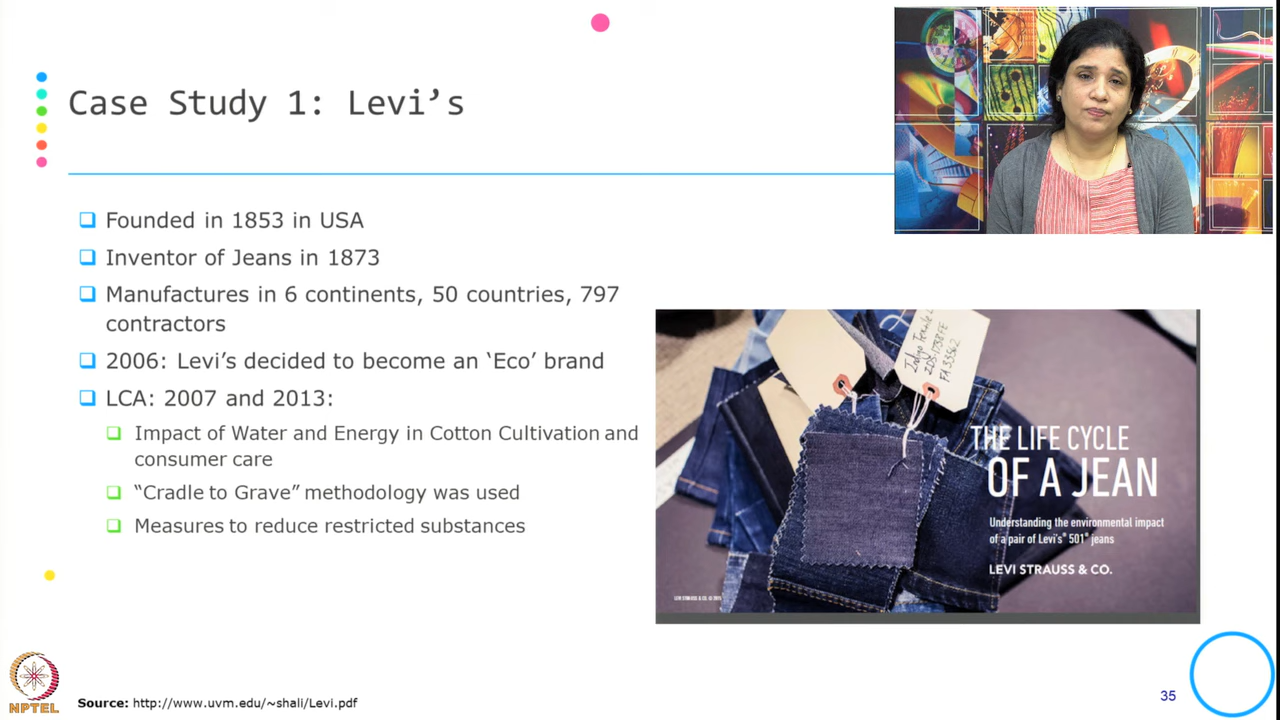 Case Study 1: Levi’s
Founded in 1853 in USA
Inventor of Jeans in 1873
Manufactures in 6 continents, 50 countries, 797
contractors
2006: Levi’s decided to become an ‘Eco’ brand
LCA: 2007 and 2013:
Impact of Water and Energy in Cotton Cultivation and
consumer care
“Cradle to Grave” methodology was used
Measures to reduce restricted substances
THE LIFE CYCLE
OF A JEAN
Understanding the environmental impact
of a pair of Levi's® 501® jeans
LEVI STRAUSS & CO.
NPTEL
Source: http://www.uvm.edu/~shali/Levi.pdf
35